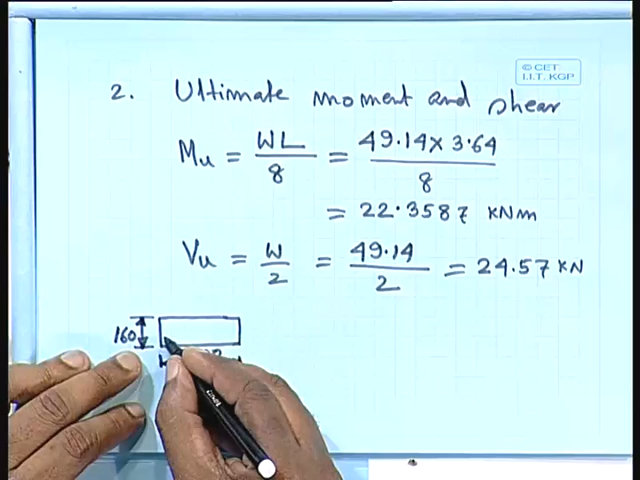 © CET
I.I.T. KGP
2. Ultimate moment and shear
Mu = WL/8 = 49.14 x 3.64/8
= 22.3587 kNm
Vu = W/2 = 49.14/2 = 24.57 KN
160